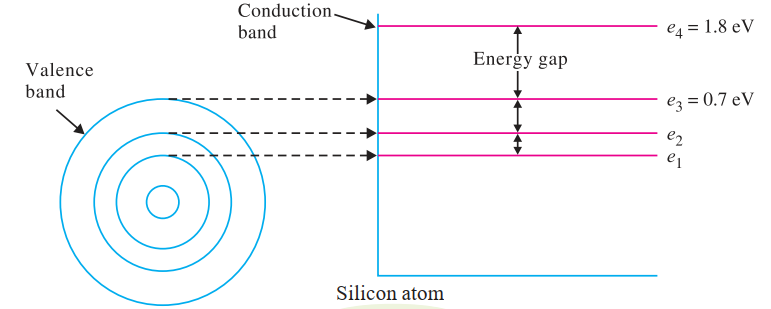 Conduction
band
e4 = 1.8 eV
Energy gap
Valence
band
e3 = 0.7 eV
e2
e1
Silicon atom